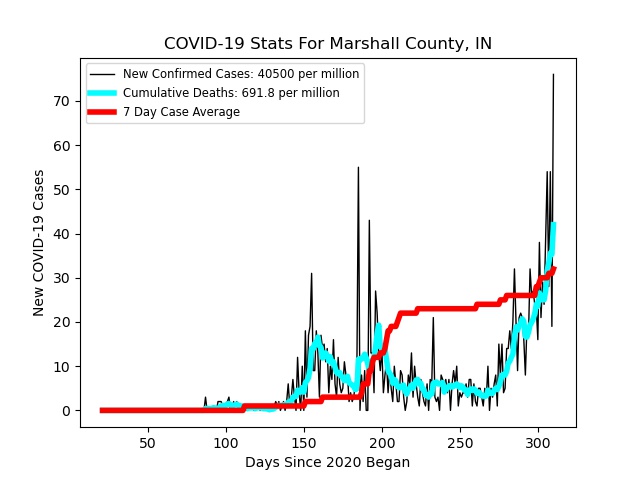 COVID-19 Stats For Marshall County, IN
New Confirmed Cases: 40500 per million
Cumulative Deaths: 691.8 per million
7 Day Case Average
New COVID-19 Cases
70
60
50
40
30
20
10
0
50 100 150 200 250 300
Days Since 2020 Began